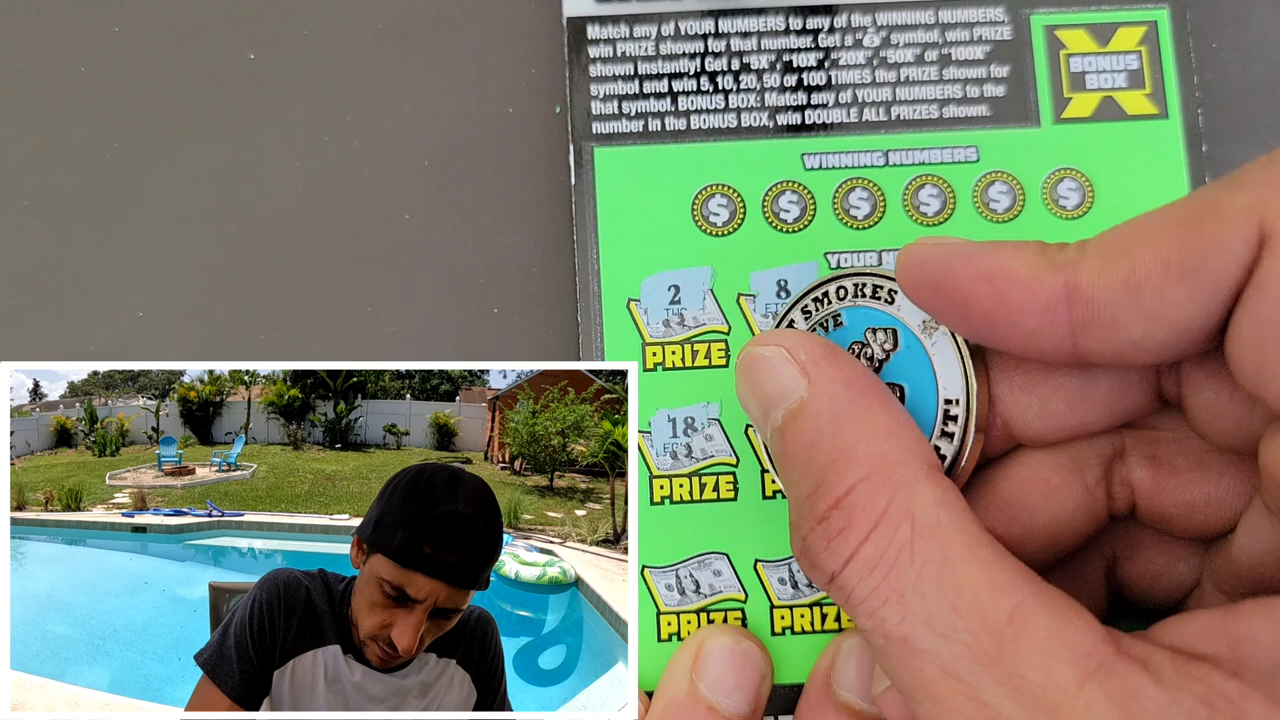 Match any of YOUR NUMBERS to any of the WINNING NUMBERS,
win PRIZE shown for that number. Get a "$" symbol, win PRIZE
shown instantly! Get a "5X", "10X", "20X", "50X" or "100X"
symbol and win 5, 10, 20, 50 or 100 TIMES the PRIZE shown for
that symbol. BONUS BOX: Match any of YOUR NUMBERS to the
number in the BONUS BOX, win DOUBLE ALL PRIZES shown.
BONUS
BOX
WINNING NUMBERS
$ $ $ $ $ $
YOUR
2
8
SMOKES
PRIZE
18
IT!
PRIZE
PRIZE
PRIZE